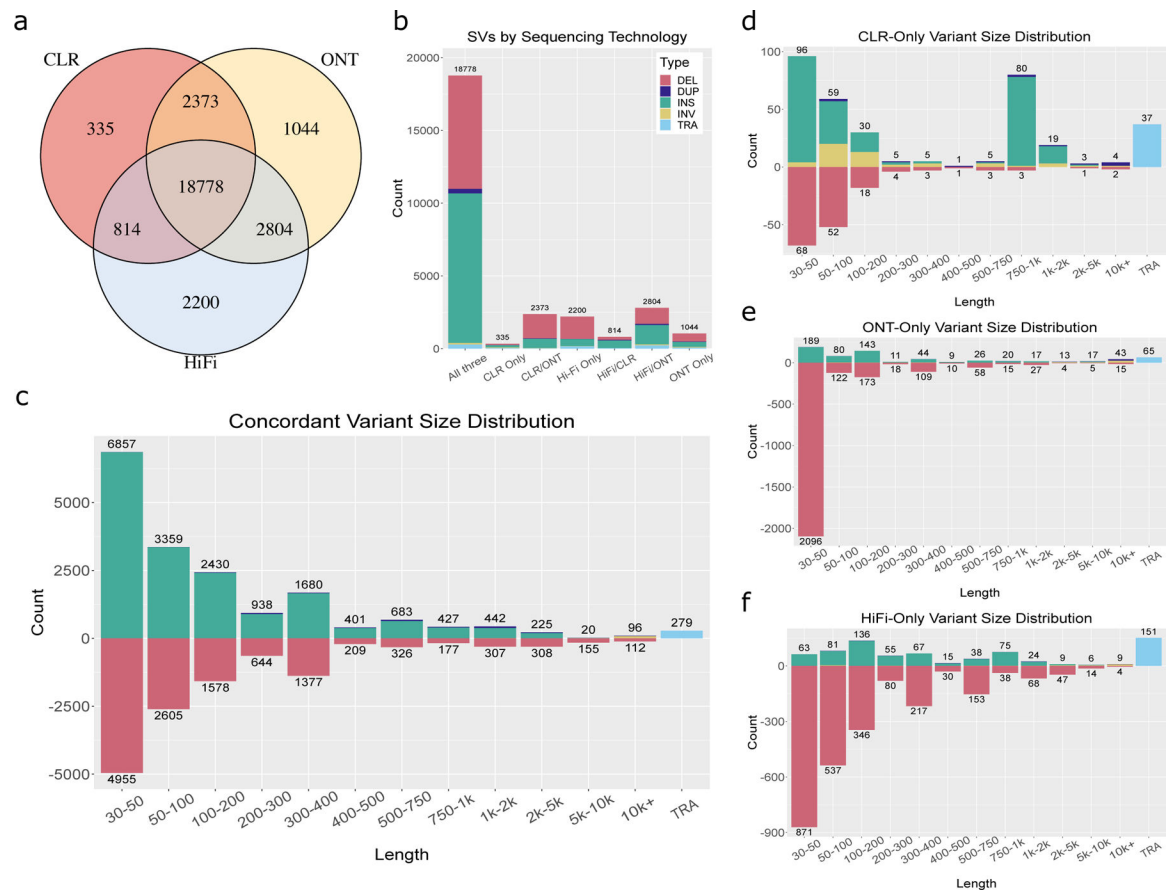 a
CLR
ONT
2373
335
1044
18778
814
2804
2200
HiFi
b
SVs by Sequencing Technology
Count
20000
15000
10000
5000
0
18778
335
2373
2200
814
2804
1044
Type
DEL
DUP
INS
INV
TRA
All three
CLR Only
CLR/ONT
Hi-Fi Only
HiFi/CLR
HiFi/ONT
ONT Only
c
Concordant Variant Size Distribution
Count
5000
2500
0
-2500
-5000
6857 3359 2430 938 1680 401 683 427 442 225 20 96 279
4955 2605 1578 644 1377 209 326 177 307 308 155 112
30-50 50-100 100-200 200-300 300-400 400-500 500-750 750-1k 1k-2k 2k-5k 5k-10k 10k+ TRA
Length
d
CLR-Only Variant Size Distribution
Count
100
50
0
-50
96 59 30 5 5 1 5 80 19 3 4 37
68 52 18 4 3 1 3 3 1 2
30-50 50-100 100-200 200-300 300-400 400-500 500-750 750-1k 1k-2k 2k-5k 10k+ TRA
Length
e
ONT-Only Variant Size Distribution
Count
0
-500
-1000
-1500
-2000
189 80 143 11 44 9 26 20 17 13 17 43 65
2096 122 173 18 109 10 58 15 27 4 5 15
30-50 50-100 100-200 200-300 300-400 400-500 500-750 750-1k 1k-2k 2k-5k 5k-10k 10k+ TRA
Length
f
HiFi-Only Variant Size Distribution
Count
0
-300
-600
-900
63 81 136 55 67 15 38 75 24 9 6 9 151
871 537 346 80 217 30 153 38 68 47 14 4
30-50 50-100 100-200 200-300 300-400 400-500 500-750 750-1k 1k-2k 2k-5k 5k-10k 10k+ TRA
Length